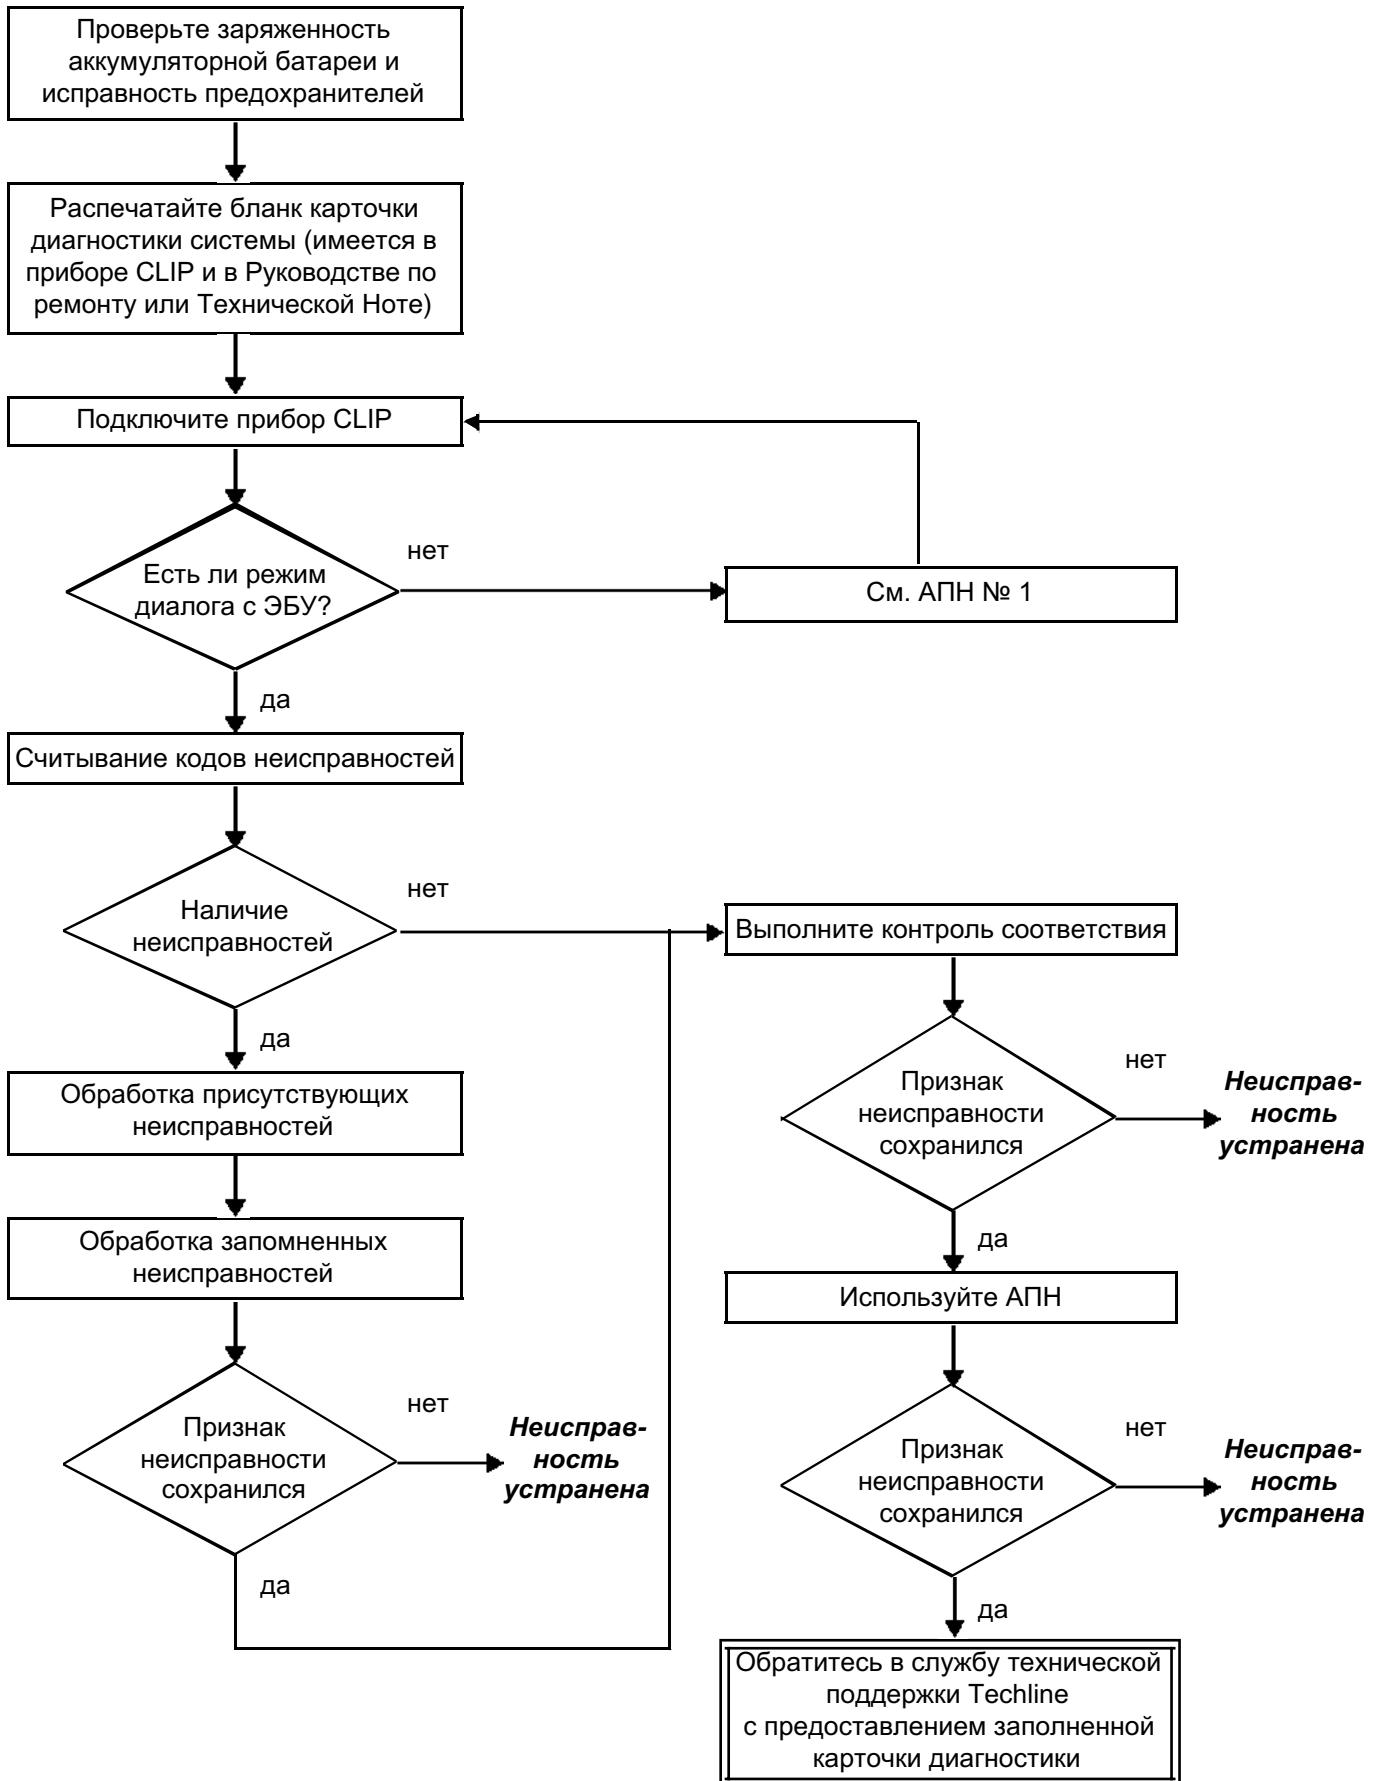 Проверьте заряженность
аккумуляторной батареи и
исправность предохранителей
Распечатайте бланк карточки
диагностики системы (имеется в
приборе CLIP и в Руководстве по
ремонту или Технической Ноте)
Подключите прибор CLIP
Есть ли режим
диалога с ЭБУ?
нет
См. АПН № 1
да
Считывание кодов неисправностей
Наличие
неисправностей
нет
да
Обработка присутствующих
неисправностей
Обработка запомненных
неисправностей
Признак
неисправности
сохранился
нет
Неисправ-
ность
устранена
да
Выполните контроль соответствия
Признак
неисправности
сохранился
нет
Неисправ-
ность
устранена
да
Используйте АПН
Признак
неисправности
сохранился
нет
Неисправ-
ность
устранена
да
Обратитесь в службу технической
поддержки Techline
с предоставлением заполненной
карточки диагностики